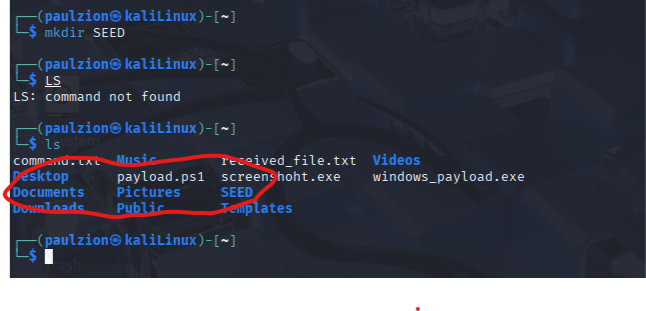 ┌──(paulzion㉿kaliLinux)-[~]
└─$ mkdir SEED
┌──(paulzion㉿kaliLinux)-[~]
└─$ LS
LS: command not found
┌──(paulzion㉿kaliLinux)-[~]
└─$ ls
command.txt Music received_file.txt Videos
Desktop payload.ps1 screenshoht.exe windows_payload.exe
Documents Pictures SEED
Downloads Public Templates
┌──(paulzion㉿kaliLinux)-[~]
└─$